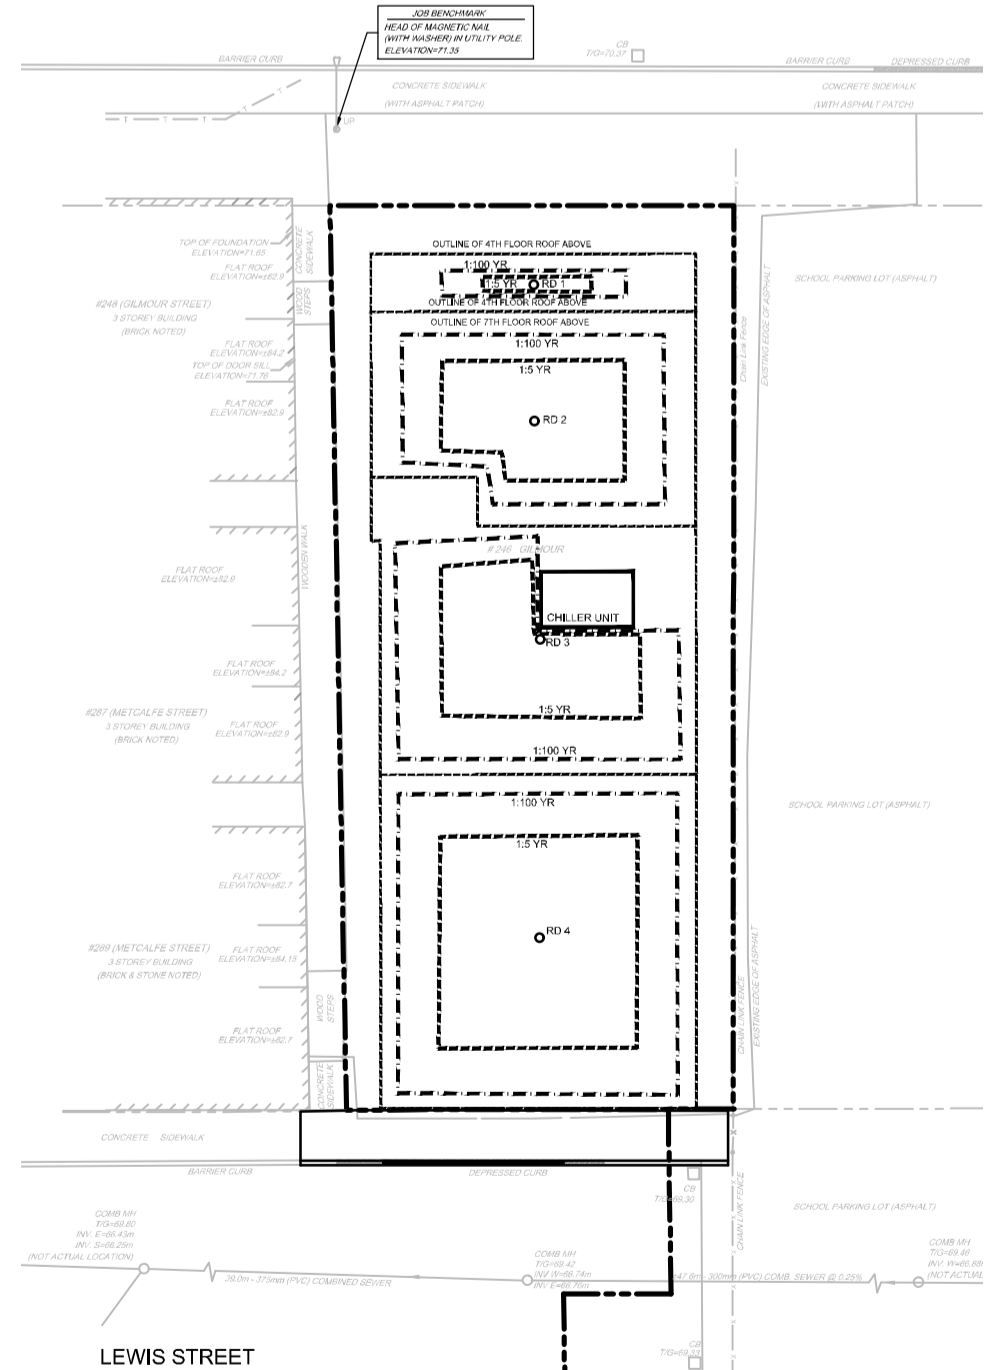 JOB BENCHMARK
HEAD OF MAGNETIC NAIL
(WITH WASHER) IN UTILITY POLE.
ELEVATION=71.35
CB
T/G=70.37
BARRIER CURB
BARRIER CURB
DEPRESSED CURB
CONCRETE SIDEWALK
(WITH ASPHALT PATCH)
CONCRETE SIDEWALK
(WITH ASPHALT PATCH)
T
T
T
T
UP
TOP OF FOUNDATION
ELEVATION=71.65
CONCRETE
SIDEWALK
OUTLINE OF 4TH FLOOR ROOF ABOVE
1:100 YR
1:5 YR
RD 1
OUTLINE OF 4TH FLOOR ROOF ABOVE
OUTLINE OF 7TH FLOOR ROOF ABOVE
FLAT ROOF
ELEVATION=±82.9
WOOD
STEPS
#248 (GILMOUR STREET)
3 STOREY BUILDING
(BRICK NOTED)
SCHOOL PARKING LOT (ASPHALT)
EXISTING EDGE OF ASPHALT
Chain Link Fence
FLAT ROOF
ELEVATION=±84.2
TOP OF DOOR SILL
ELEVATION=71.76
FLAT ROOF
ELEVATION=±82.9
1:100 YR
1:5 YR
RD 2
# 246 GILMOUR
FLAT ROOF
ELEVATION=±82.9
WOODEN WALK
CHILLER UNIT
RD 3
FLAT ROOF
ELEVATION=±84.2
#287 (METCALFE STREET)
3 STOREY BUILDING
(BRICK NOTED)
FLAT ROOF
ELEVATION=±82.9
1:5 YR
1:100 YR
1:100 YR
1:5 YR
SCHOOL PARKING LOT (ASPHALT)
FLAT ROOF
ELEVATION=±82.7
RD 4
#289 (METCALFE STREET)
3 STOREY BUILDING
(BRICK & STONE NOTED)
FLAT ROOF
ELEVATION=±84.15
WOOD
STEPS
FLAT ROOF
ELEVATION=±82.7
CONCRETE
SIDEWALK
CHAIN LINK FENCE
EXISTING EDGE OF ASPHALT
CONCRETE SIDEWALK
BARRIER CURB
DEPRESSED CURB
CB
T/G=69.30
CHAIN LINK FENCE
SCHOOL PARKING LOT (ASPHALT)
COMB MH
T/G=69.60
INV. E=66.43m
INV. S=66.25m
(NOT ACTUAL LOCATION)
39.0m - 375mm (PVC) COMBINED SEWER
COMB MH
T/G=69.42
INV W=66.74m
INV E=66.76m
±47.6m - 300mm (PVC) COMB. SEWER @ 0.25%
COMB MH
T/G=69.46
(NOT ACTUAL
CB
T/G=69.33
LEWIS STREET